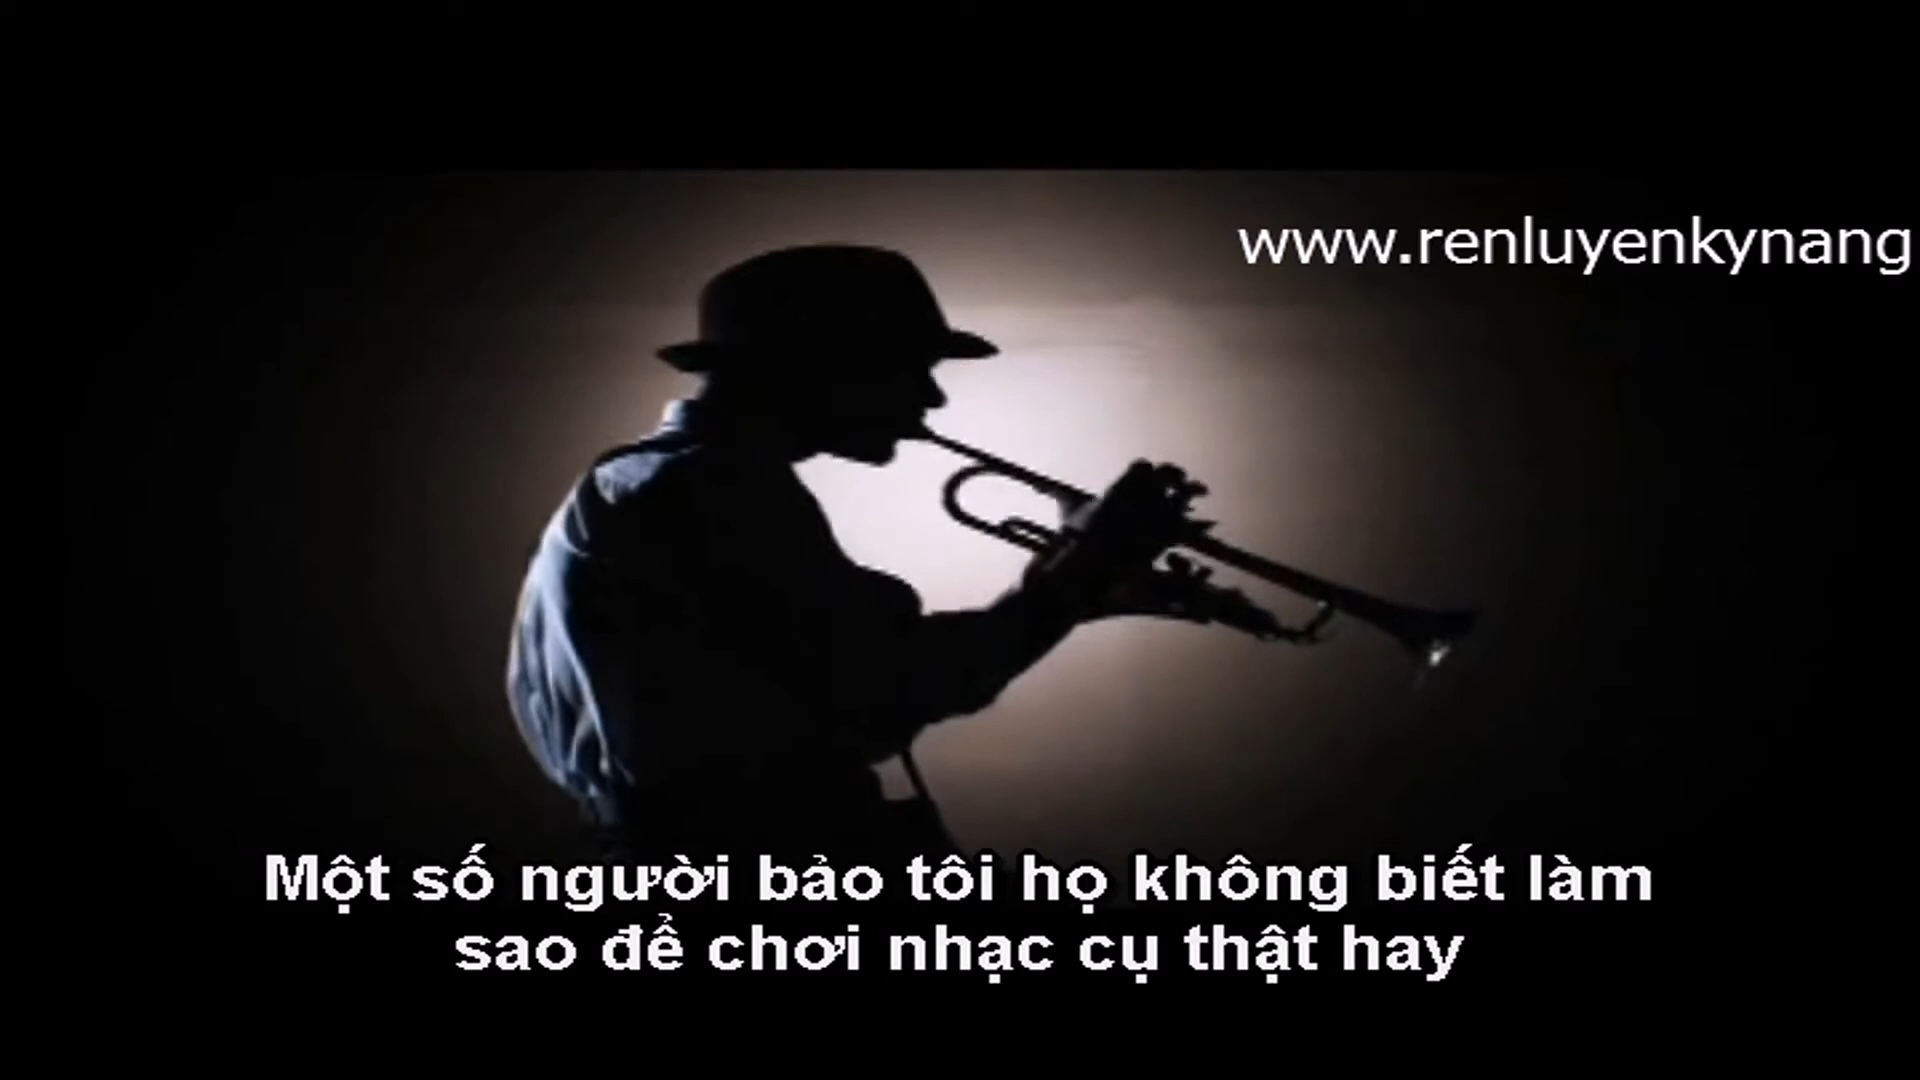 www.renluyenkynang
Một số người bảo tôi họ không biết làm
sao để chơi nhạc cụ thật hay